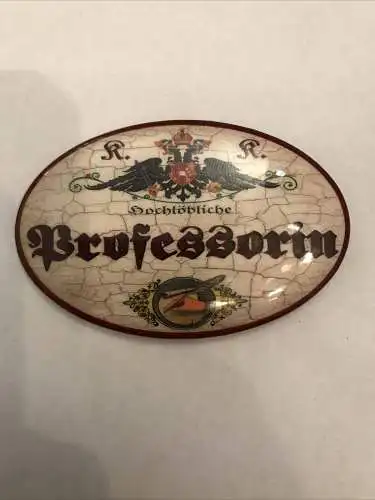 K. K.
Hochlöbliche
Professorin